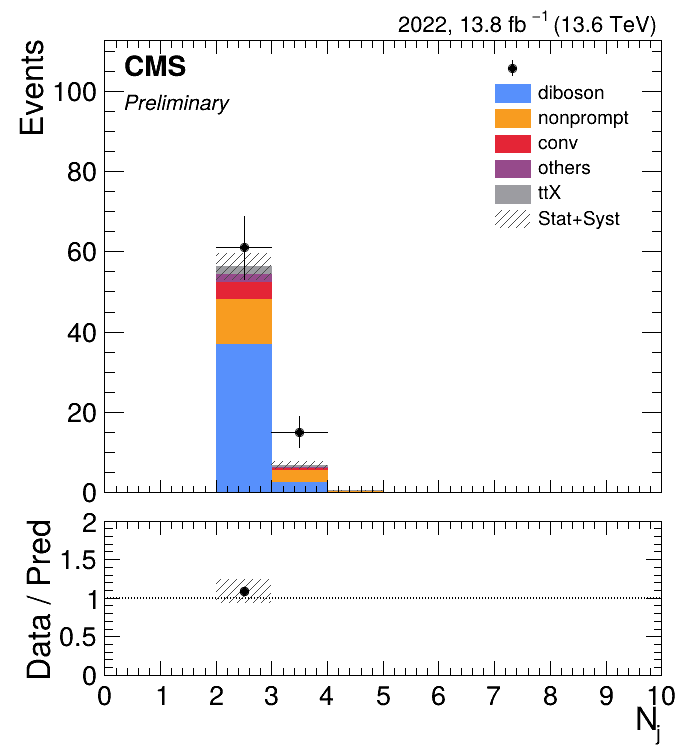 2022, 13.8 fb⁻¹ (13.6 TeV)
CMS
Preliminary
diboson
nonprompt
conv
others
ttX
Stat+Syst
Events
100
80
60
40
20
0
Data / Pred
2
1.5
1
0.5
0
0 1 2 3 4 5 6 7 8 9 10
Nj